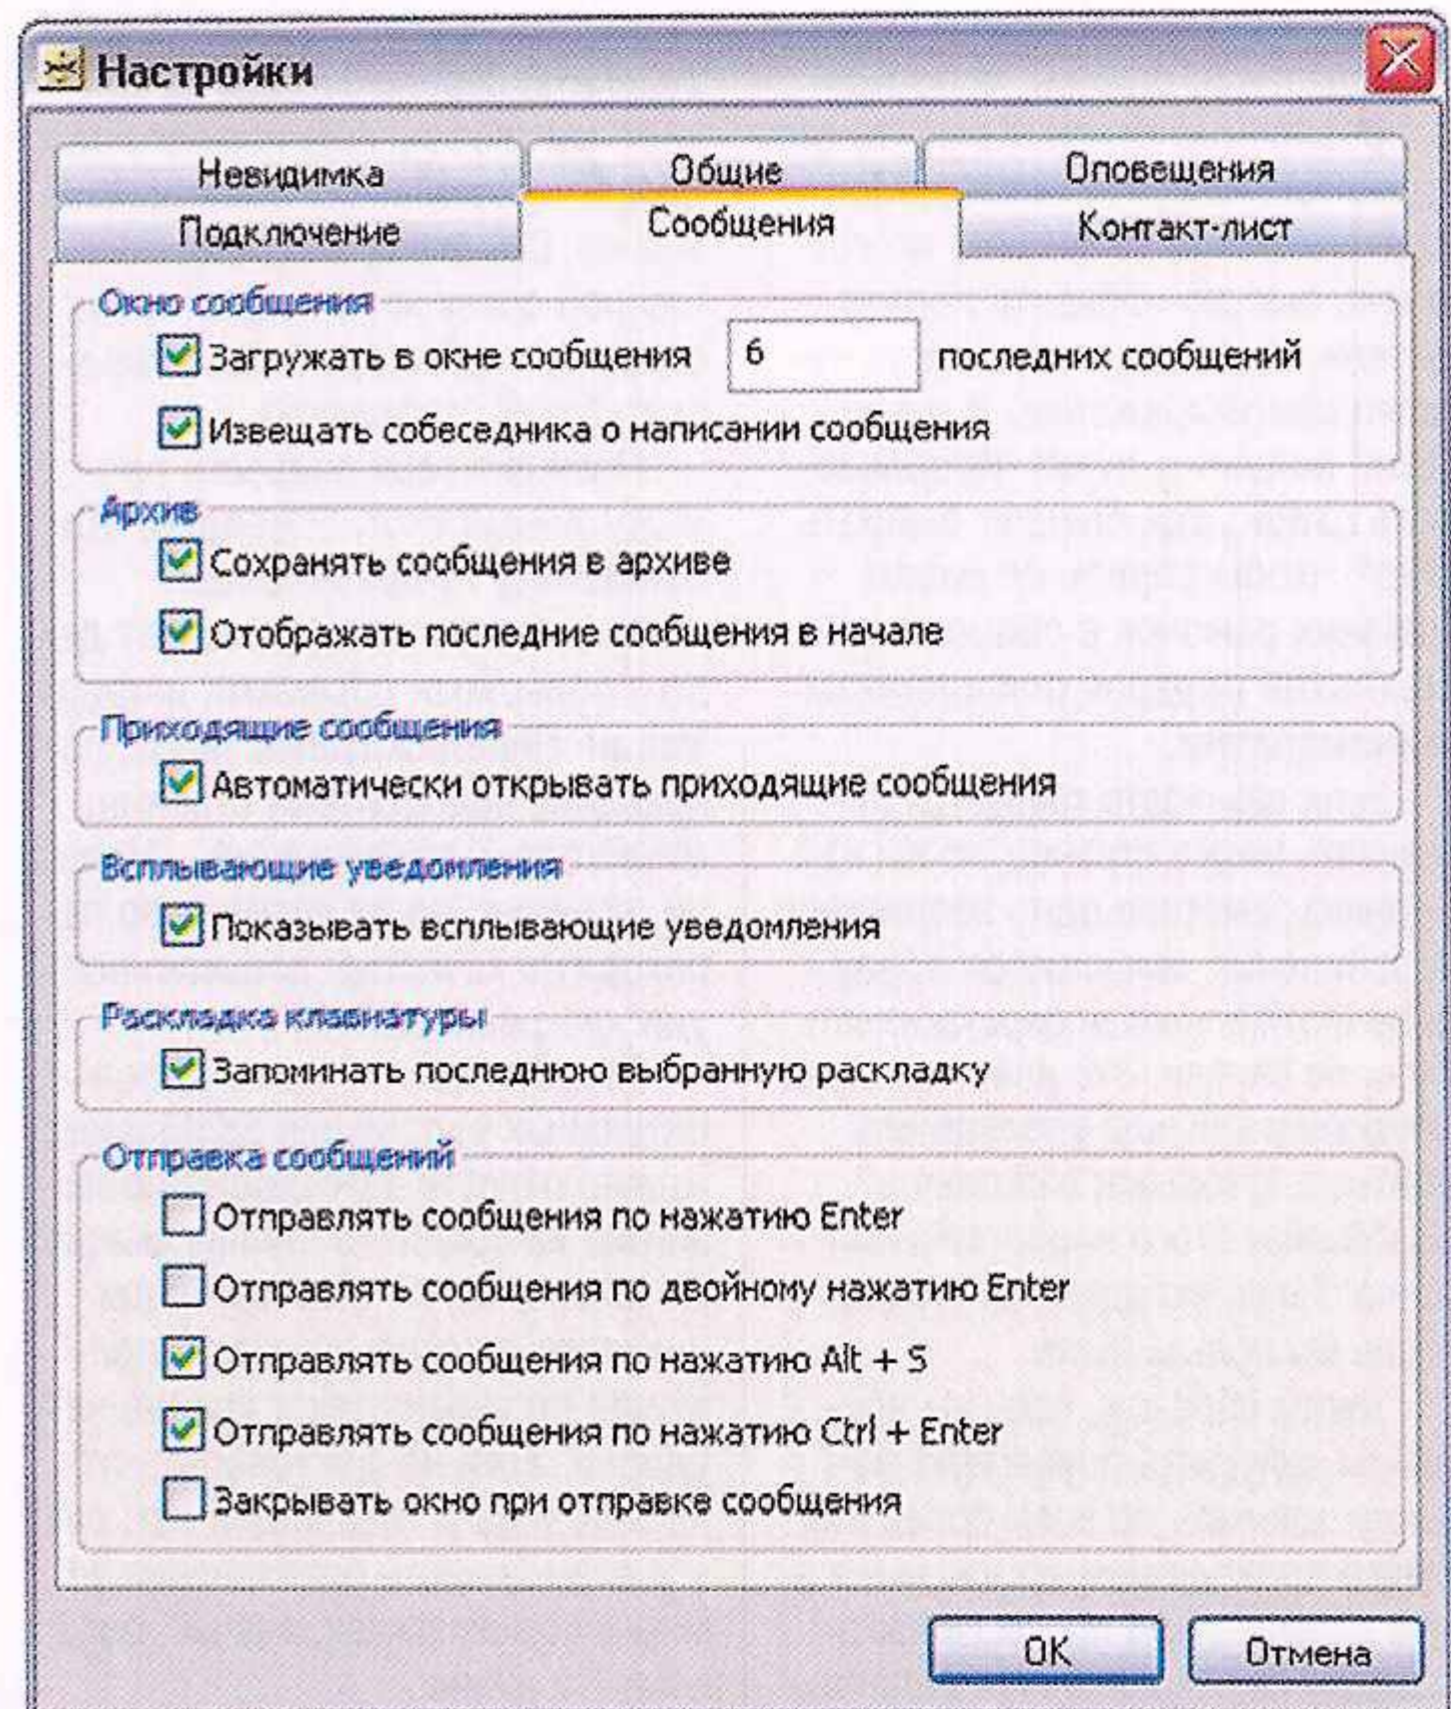 Настройки
Невидимка Общие Оповещения
Подключение Сообщения Контакт-лист
Окно сообщения
Загружать в окне сообщения 6 последних сообщений
Извещать собеседника о написании сообщения
Архив
Сохранять сообщения в архиве
Отображать последние сообщения в начале
Приходящие сообщения
Автоматически открывать приходящие сообщения
Всплывающие уведомления
Показывать всплывающие уведомления
Раскладка клавиатуры
Запоминать последнюю выбранную раскладку
Отправка сообщений
Отправлять сообщения по нажатию Enter
Отправлять сообщения по двойному нажатию Enter
Отправлять сообщения по нажатию Alt + S
Отправлять сообщения по нажатию Ctrl + Enter
Закрывать окно при отправке сообщения
OK Отмена